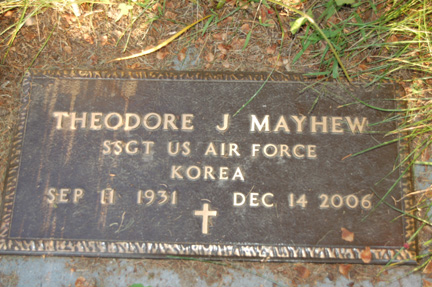 THEODORE J MAYHEW
SSGT US AIR FORCE
KOREA
SEP 11 1931 DEC 14 2006